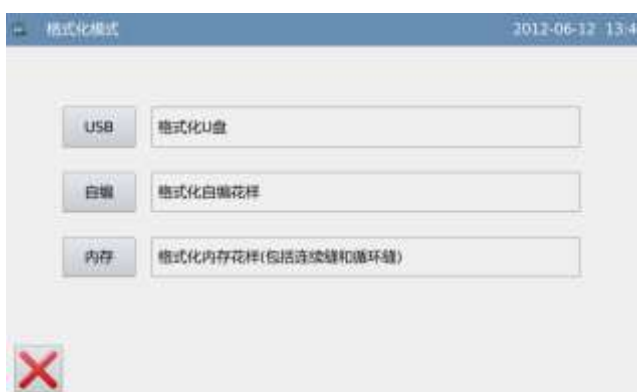 格式化模式 2012-06-12 13:4
USB 格式化U盘
自编 格式化自编花样
内存 格式化内存花样(包括连续缝和循环缝)